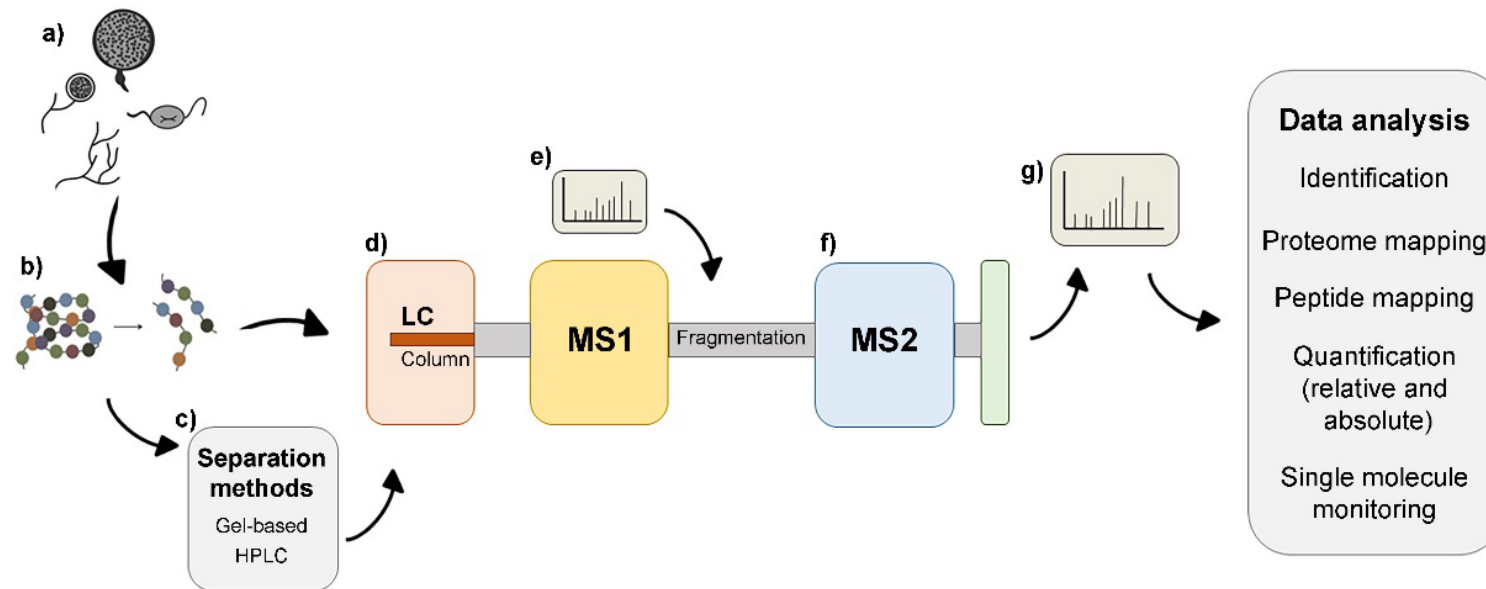 a)
b)
c)
Separation
methods
Gel-based
HPLC
d)
LC
Column
e)
MS1
Fragmentation
f)
MS2
g)
Data analysis
Identification
Proteome mapping
Peptide mapping
Quantification
(relative and
absolute)
Single molecule
monitoring